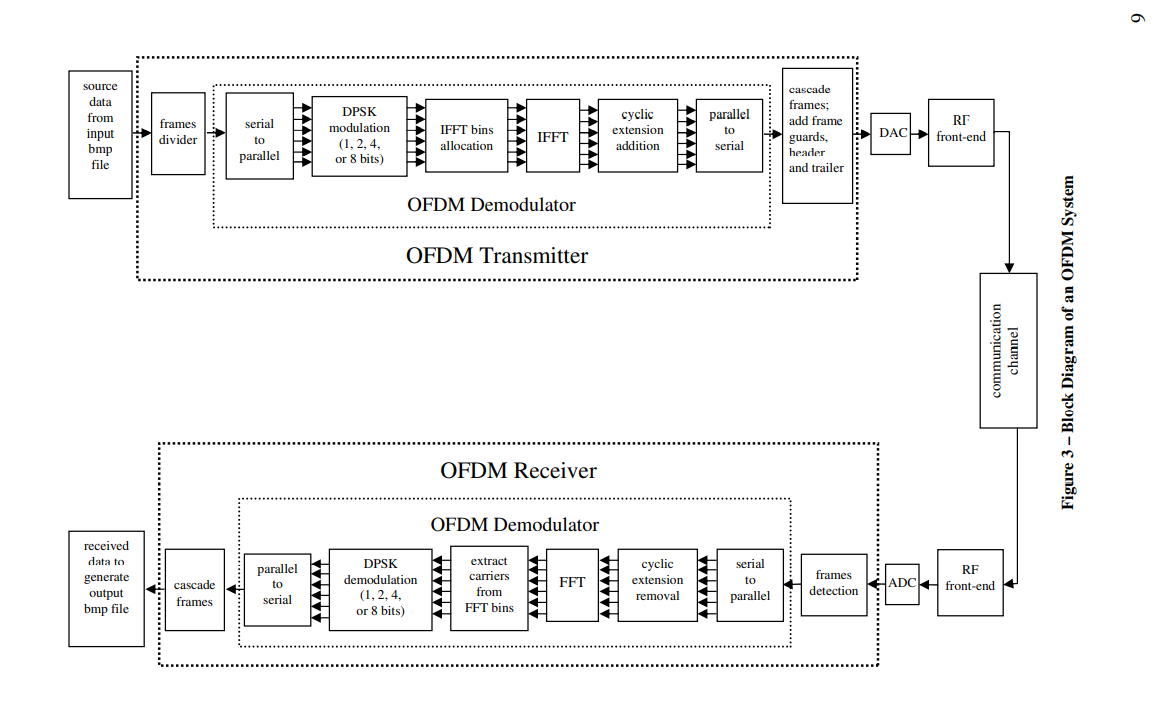 9
source
data
from
input
bmp
file
frames
divider
serial
to
parallel
DPSK
modulation
(1, 2, 4,
or 8 bits)
IFFT bins
allocation
IFFT
cyclic
extension
addition
parallel
to
serial
cascade
frames;
add frame
guards,
header
and trailer
DAC
RF
front-end
OFDM Demodulator
OFDM Transmitter
communication
channel
Figure 3 – Block Diagram of an OFDM System
OFDM Receiver
OFDM Demodulator
received
data to
generate
output
bmp file
cascade
frames
parallel
to
serial
DPSK
demodulation
(1, 2, 4,
or 8 bits)
extract
carriers
from
FFT bins
FFT
cyclic
extension
removal
serial
to
parallel
frames
detection
ADC
RF
front-end